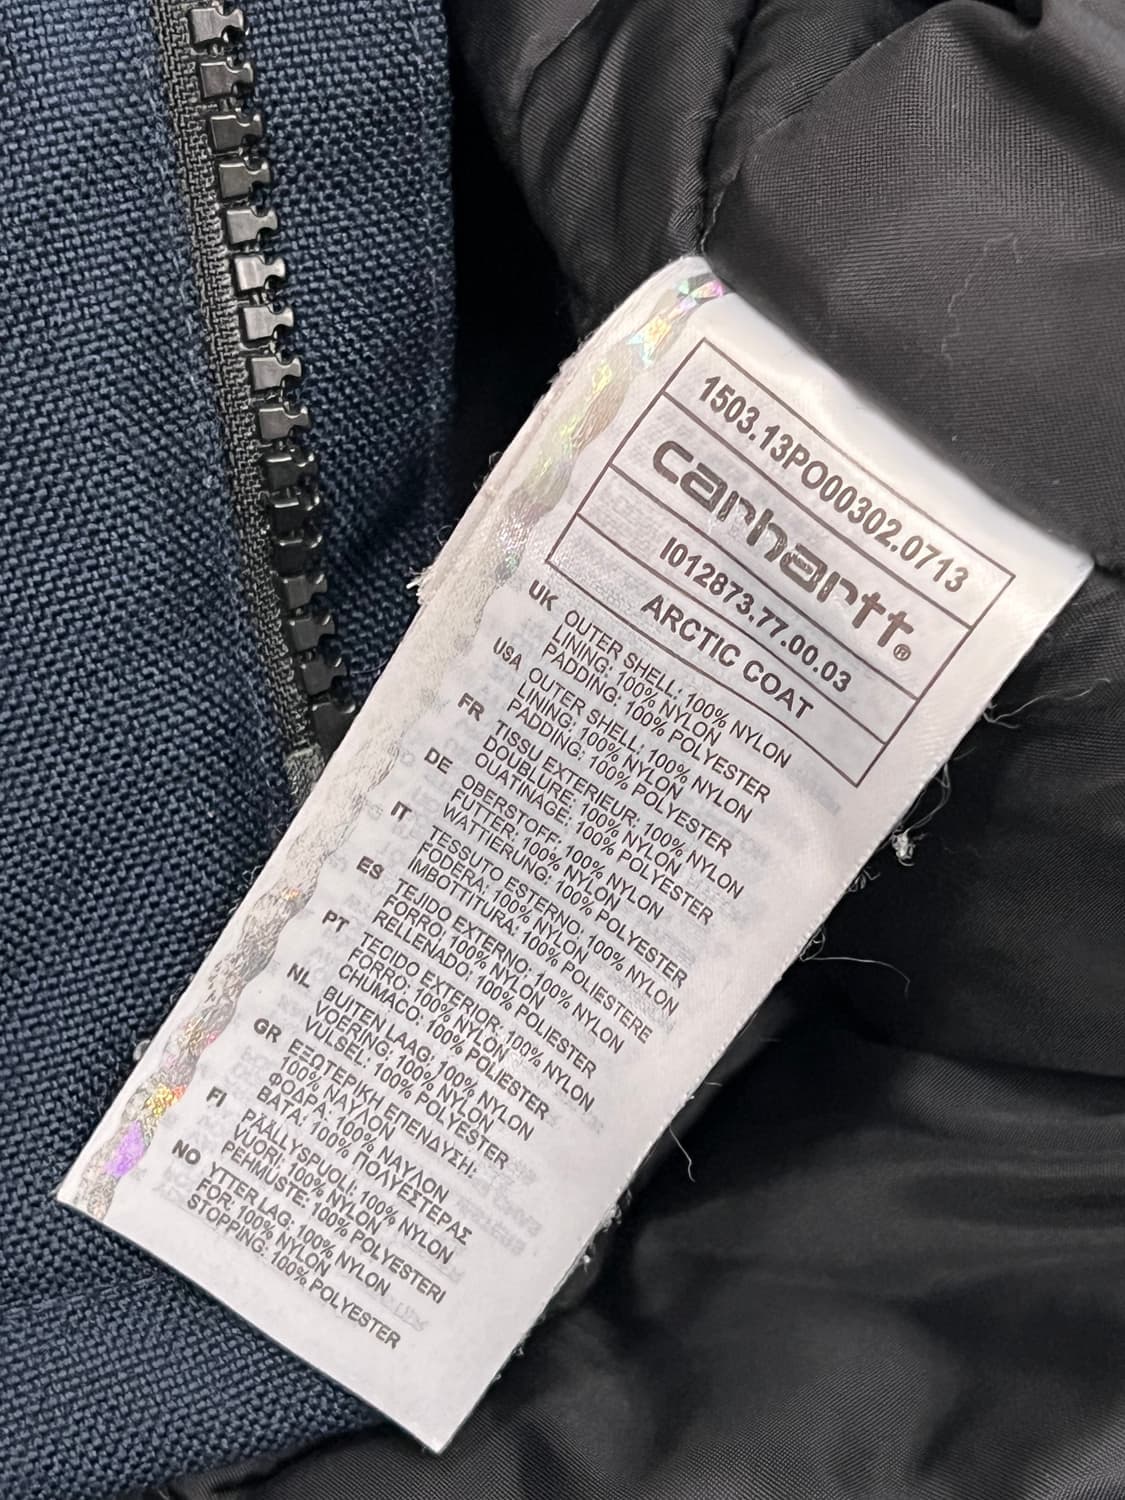 1503.13PO00302.0713
carhartt®
I012873.77.00.03
ARCTIC COAT
UK OUTER SHELL: 100% NYLON
LINING: 100% NYLON
PADDING: 100% POLYESTER
USA OUTER SHELL: 100% NYLON
LINING: 100% NYLON
PADDING: 100% POLYESTER
FR TISSU EXTERIEUR: 100% NYLON
DOUBLURE: 100% NYLON
OUATINAGE: 100% POLYESTER
DE OBERSTOFF: 100% NYLON
FUTTER: 100% NYLON
WATTIERUNG: 100% POLYESTER
IT TESSUTO ESTERNO: 100% NYLON
FODERA: 100% NYLON
IMBOTTITURA: 100% POLIESTERE
ES TEJIDO EXTERNO: 100% NYLON
FORRO: 100% NYLON
RELLENADO: 100% POLIESTER
PT TECIDO EXTERIOR: 100% NYLON
FORRO: 100% NYLON
CHUMACO: 100% POLIESTER
NL BUITEN LAAG: 100% NYLON
VOERING: 100% NYLON
VULSEL: 100% POLYESTER
GR ΕΞΩΤΕΡΙΚΗ ΕΠΕΝΔΥΣΗ:
100% ΝΑΥΛΟΝ
ΦΟΔΡΑ: 100% ΝΑΥΛΟΝ
ΒΑΤΑ: 100% ΠΟΛΥΕΣΤΕΡΑΣ
FI PÄÄLLYSPUOLI: 100% NYLON
VUORI: 100% NYLON
PEHMUSTE: 100% POLYESTERI
NO YTTER LAG: 100% NYLON
FOR: 100% NYLON
STOPPING: 100% POLYESTER